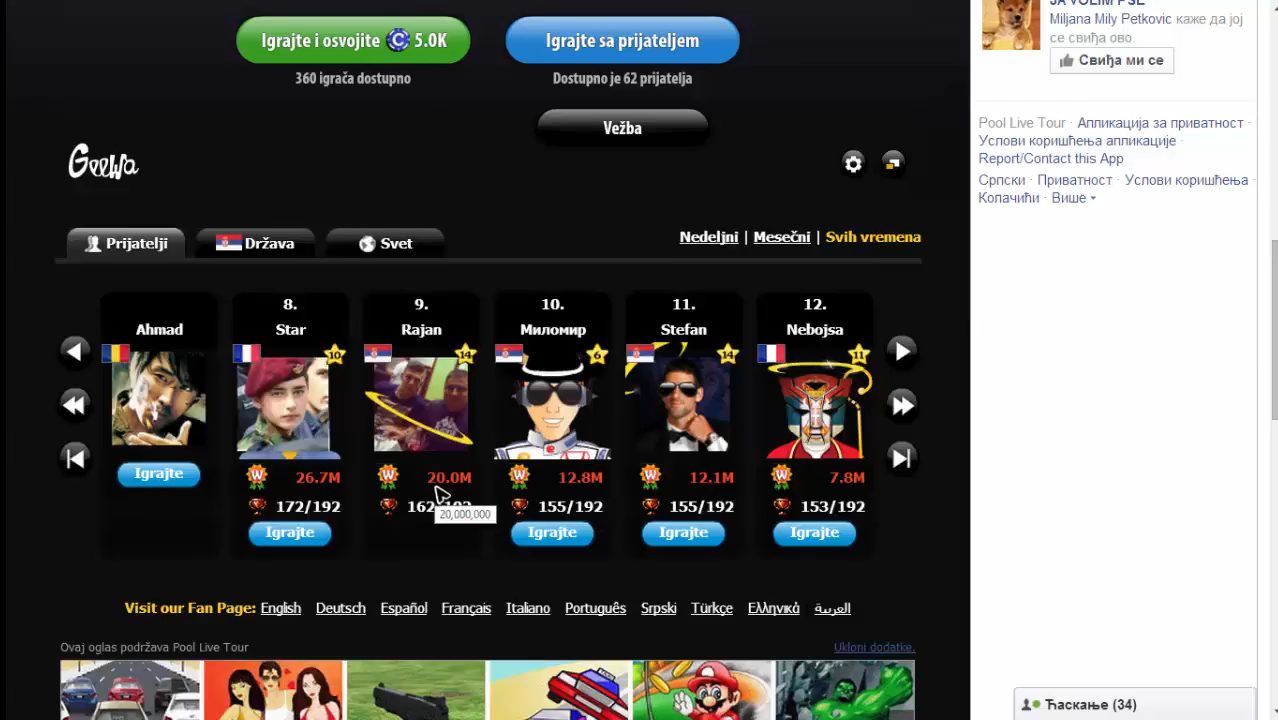 Igrajte i osvojite C 5.0K
Igrajte sa prijateljem
360 igrača dostupno
Dostupno je 62 prijatelja
Vežba
GeeWa
Prijatelji
Država
Svet
Nedeljni | Mesečni | Svih vremena
Ahmad
Igrajte
8.
Star
10
26.7M
172/192
Igrajte
9.
Rajan
14
20.0M
20,000,000
10.
Миломир
6
12.8M
155/192
Igrajte
11.
Stefan
14
12.1M
155/192
Igrajte
12.
Nebojsa
11
7.8M
153/192
Igrajte
Visit our Fan Page: English Deutsch Español Français Italiano Português Srpski Türkçe Ελληνικά العربية
Ovaj oglas podržava Pool Live Tour
Ukloni dodatke.
JA VOLIM PSE
Miljana Mily Petkovic каже да јој
се свиђа ово.
Свиђа ми се
Pool Live Tour · Апликација за приватност ·
Услови коришћења апликације ·
Report/Contact this App
Српски · Приватност · Услови коришћења ·
Колачићи · Више
Ћаскање (34)